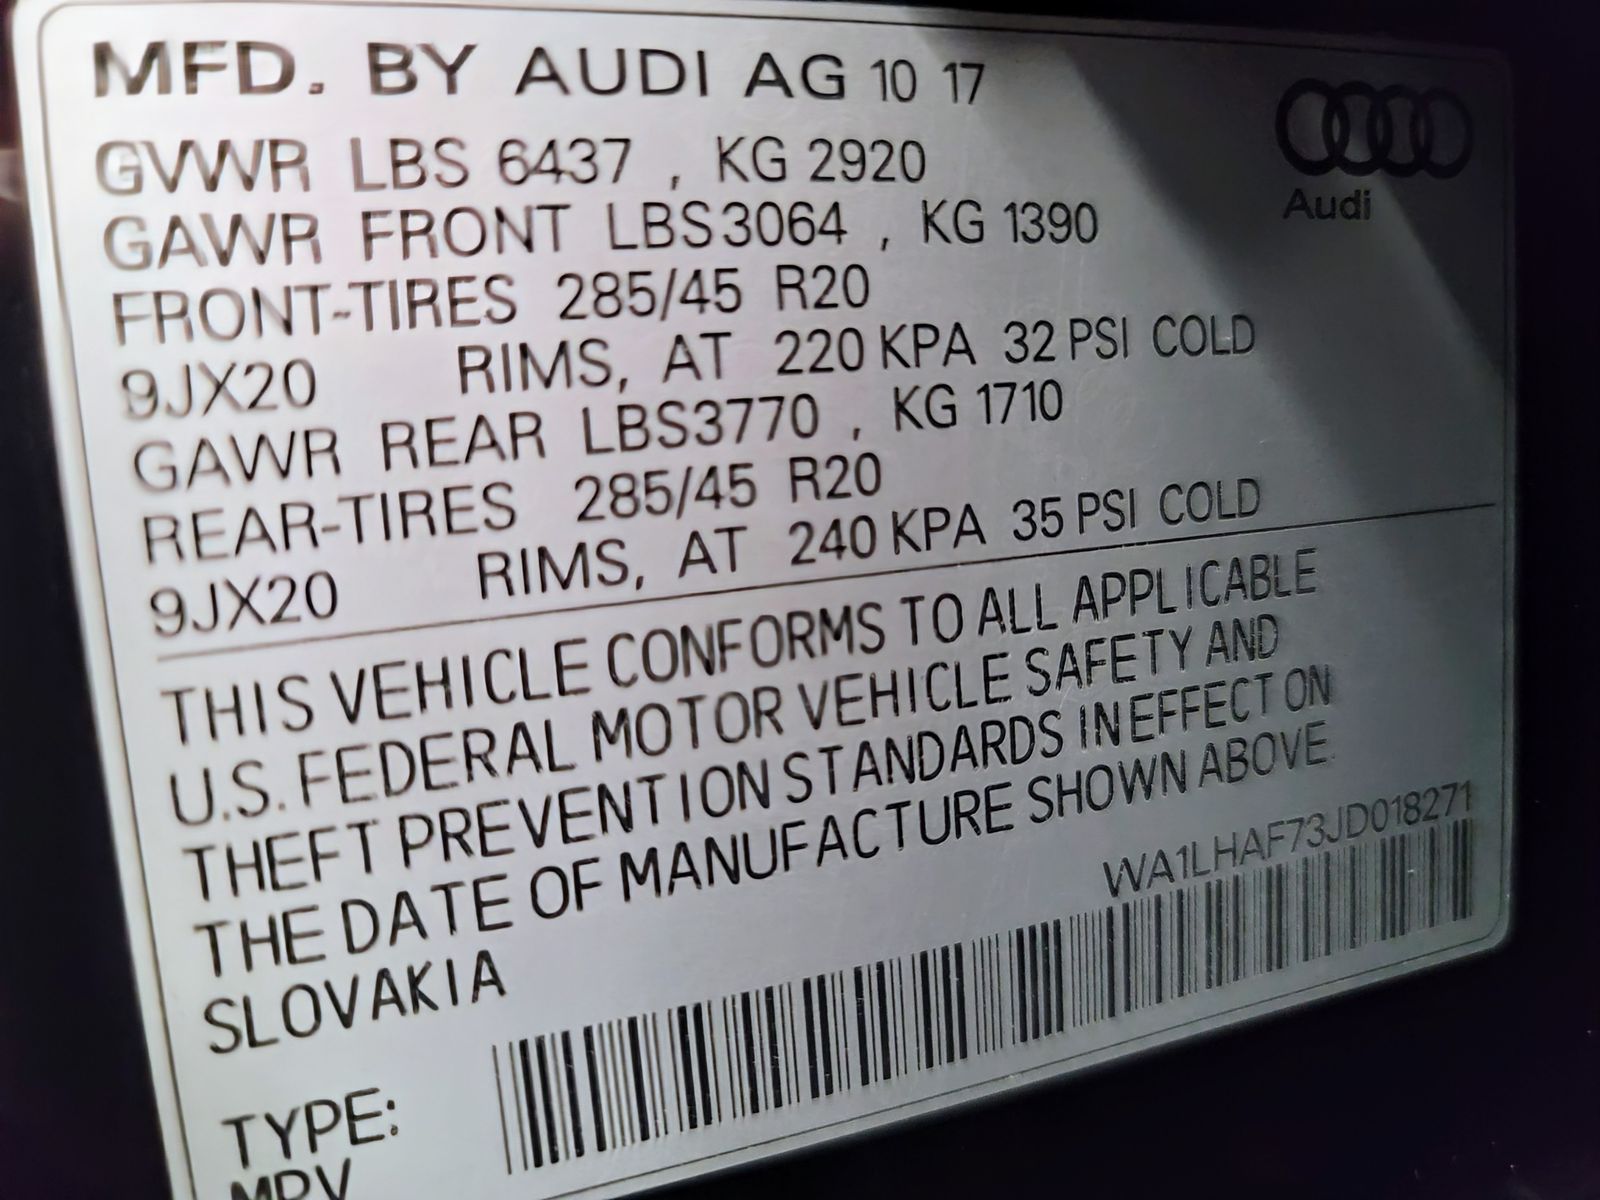 MFD. BY AUDI AG 10 17
Audi
GVWR LBS 6437 , KG 2920
GAWR FRONT LBS3064 , KG 1390
FRONT-TIRES 285/45 R20
9JX20 RIMS, AT 220 KPA 32 PSI COLD
GAWR REAR LBS3770 , KG 1710
REAR-TIRES 285/45 R20
9JX20 RIMS, AT 240 KPA 35 PSI COLD
THIS VEHICLE CONFORMS TO ALL APPLICABLE
U.S. FEDERAL MOTOR VEHICLE SAFETY AND
THEFT PREVENTION STANDARDS IN EFFECT ON
THE DATE OF MANUFACTURE SHOWN ABOVE.
SLOVAKIA
WA1LHAF73JD018271
TYPE:
MPV